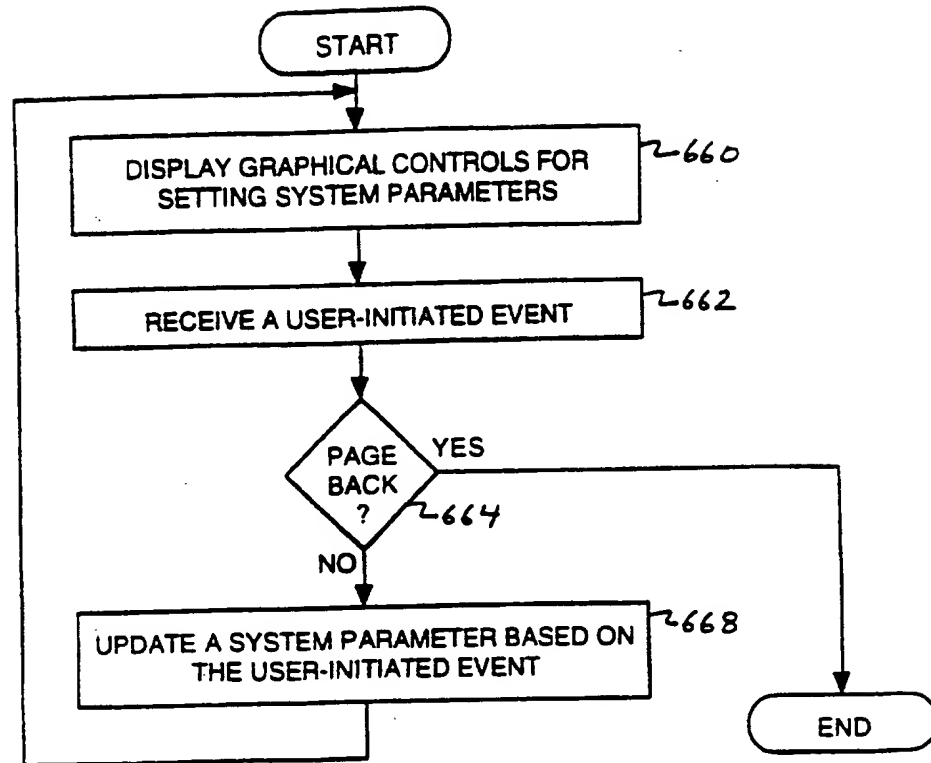 START
DISPLAY GRAPHICAL CONTROLS FOR
SETTING SYSTEM PARAMETERS
660
RECEIVE A USER-INITIATED EVENT
662
PAGE
BACK
?
YES
664
NO
UPDATE A SYSTEM PARAMETER BASED ON
THE USER-INITIATED EVENT
668
END